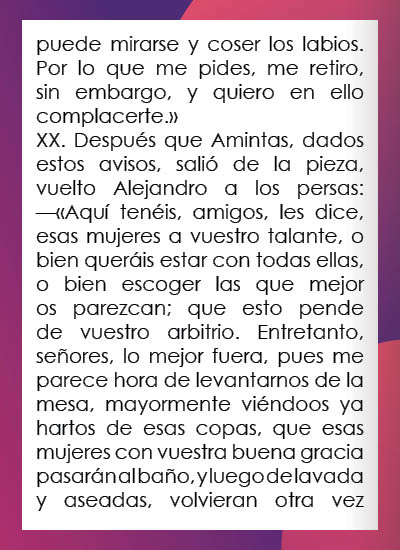 puede mirarse y coser los labios.
Por lo que me pides, me retiro,
sin embargo, y quiero en ello
complacerte.»
XX. Después que Amintas, dados
estos avisos, salió de la pieza,
vuelto Alejandro a los persas:
—«Aquí tenéis, amigos, les dice,
esas mujeres a vuestro talante, o
bien queráis estar con todas ellas,
o bien escoger las que mejor
os parezcan; que esto pende
de vuestro arbitrio. Entretanto,
señores, lo mejor fuera, pues me
parece hora de levantarnos de la
mesa, mayormente viéndoos ya
hartos de esas copas, que esas
mujeres con vuestra buena gracia
pasarán al baño, y luego de lavada
y aseadas, volvieran otra vez